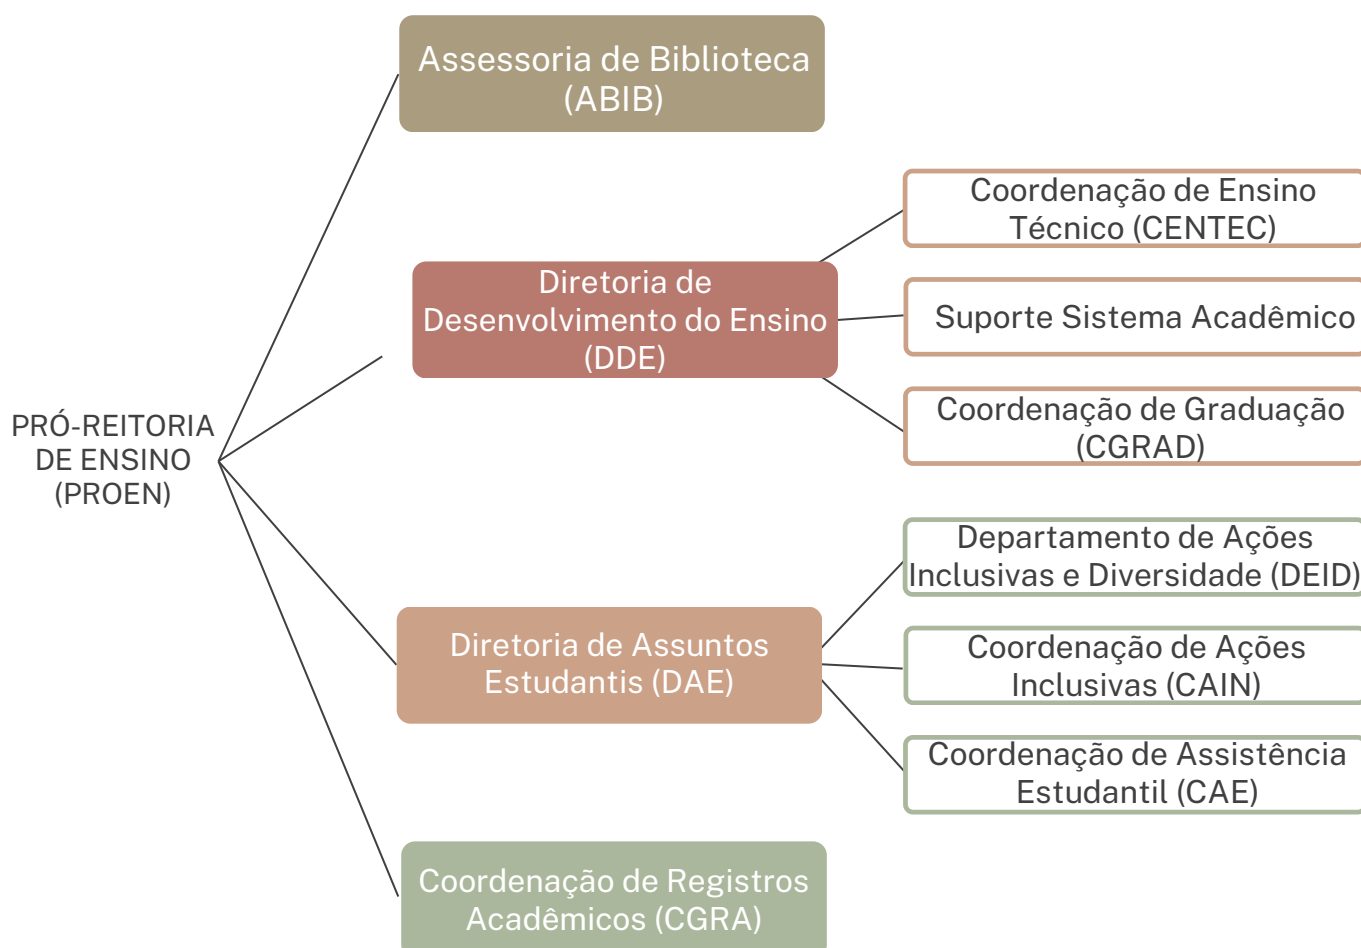 PRÓ-REITORIA
DE ENSINO
(PROEN)
Assessoria de Biblioteca
(ABIB)
Diretoria de
Desenvolvimento do Ensino
(DDE)
Coordenação de Ensino
Técnico (CENTEC)
Suporte Sistema Acadêmico
Coordenação de Graduação
(CGRAD)
Diretoria de Assuntos
Estudantis (DAE)
Departamento de Ações
Inclusivas e Diversidade (DEID)
Coordenação de Ações
Inclusivas (CAIN)
Coordenação de Assistência
Estudantil (CAE)
Coordenação de Registros
Acadêmicos (CGRA)